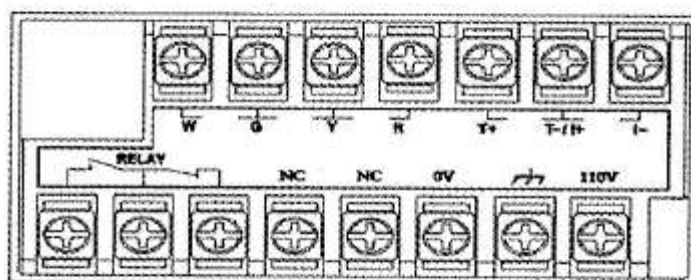 W G Y R T+ T-/I+ I-
RELAY
NC NC 0V 110V